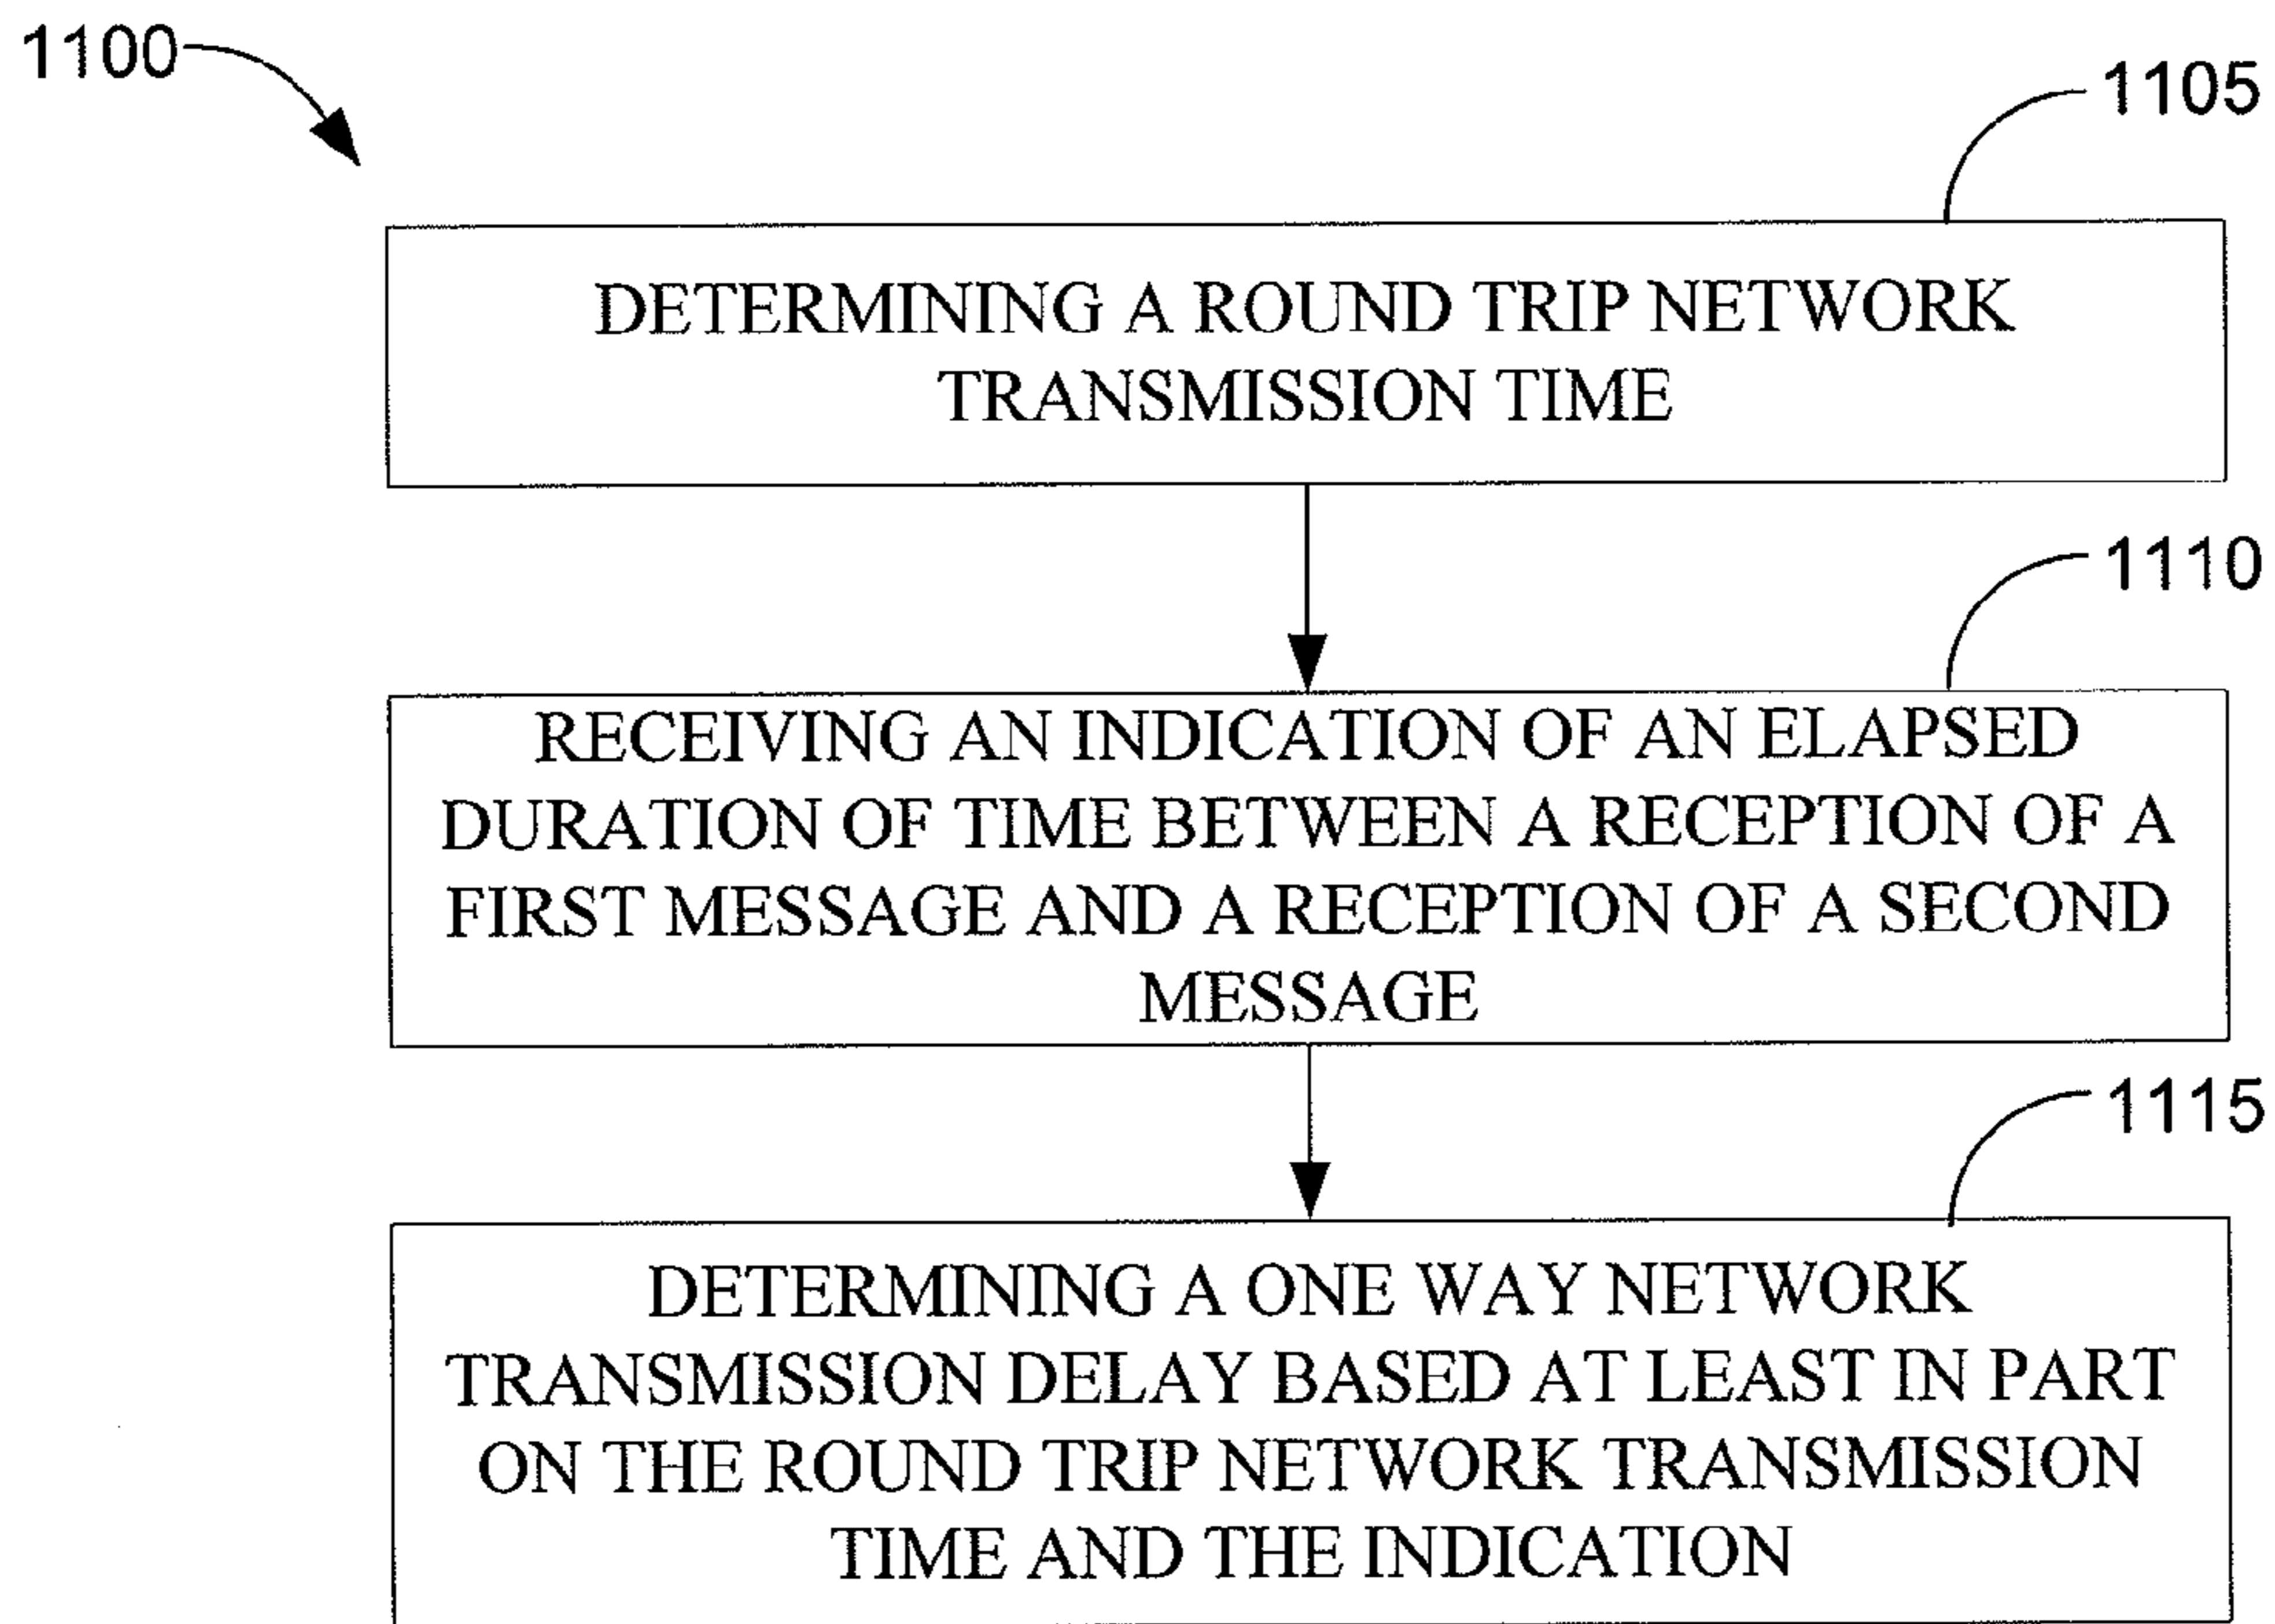 1100
1105
DETERMINING A ROUND TRIP NETWORK
TRANSMISSION TIME
1110
RECEIVING AN INDICATION OF AN ELAPSED
DURATION OF TIME BETWEEN A RECEPTION OF A
FIRST MESSAGE AND A RECEPTION OF A SECOND
MESSAGE
1115
DETERMINING A ONE WAY NETWORK
TRANSMISSION DELAY BASED AT LEAST IN PART
ON THE ROUND TRIP NETWORK TRANSMISSION
TIME AND THE INDICATION